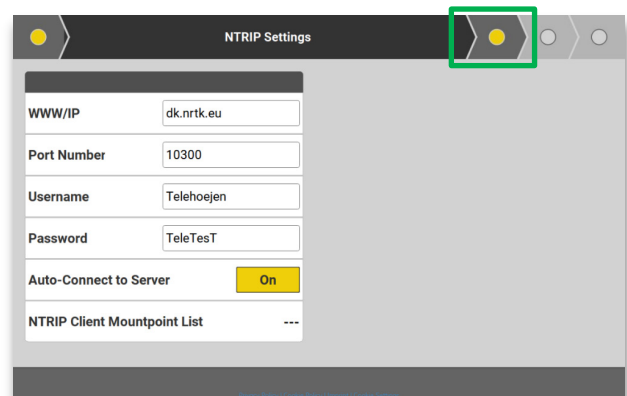 NTRIP Settings
WWW/IP dk.nrtk.eu
Port Number 10300
Username Telehoejen
Password TeleTesT
Auto-Connect to Server On
NTRIP Client Mountpoint List ---